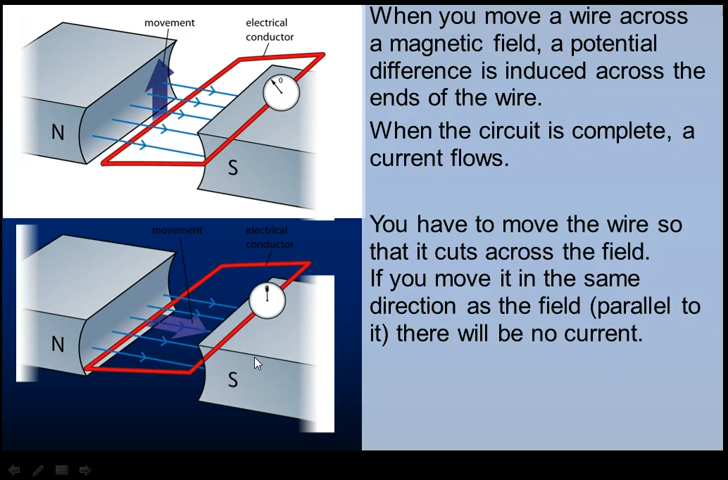 movement
electrical
conductor
0
N
S
When you move a wire across
a magnetic field, a potential
difference is induced across the
ends of the wire.
When the circuit is complete, a
current flows.
movement
electrical
conductor
N
S
You have to move the wire so
that it cuts across the field.
If you move it in the same
direction as the field (parallel to
it) there will be no current.